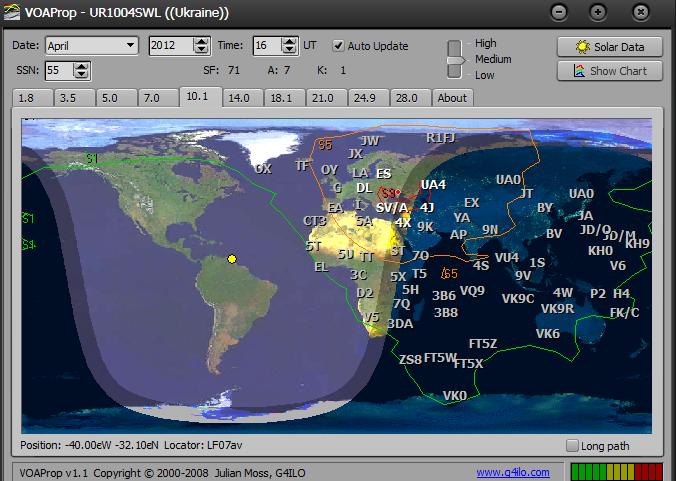 VOAProp - UR1004SWL ((Ukraine))
Date: April 2012 Time: 16 UT Auto Update High Medium Low Solar Data
SSN: 55 SF: 71 A: 7 K: 1 Show Chart
1.8 3.5 5.0 7.0 10.1 14.0 18.1 21.0 24.9 28.0 About
S5 JW R1FJ
S1 OX TF OY JX LA ES
G DL S9 UA4 UA0 JT UA0
EA I SV/A 4J EX BY JA
CT3 5A 4X 9K YA AP 9N BV JD/O JD/M
S1 5T 5U TT ST 7O 4S VU4 1S KH0 KH9
EL 3C 5X T5 S5 9V V6
D2 5H 3B6 VQ9 VK9C 4W P2 H4
V5 7Q 3DA 3B8 VK9R FK/C
VK6
ZS8 FT5W FT5Z FT5X
VK0
Position: -40.00eW -32.10eN Locator: LF07av Long path
VOAProp v1.1 Copyright © 2000-2008 Julian Moss, G4ILO www.g4ilo.com